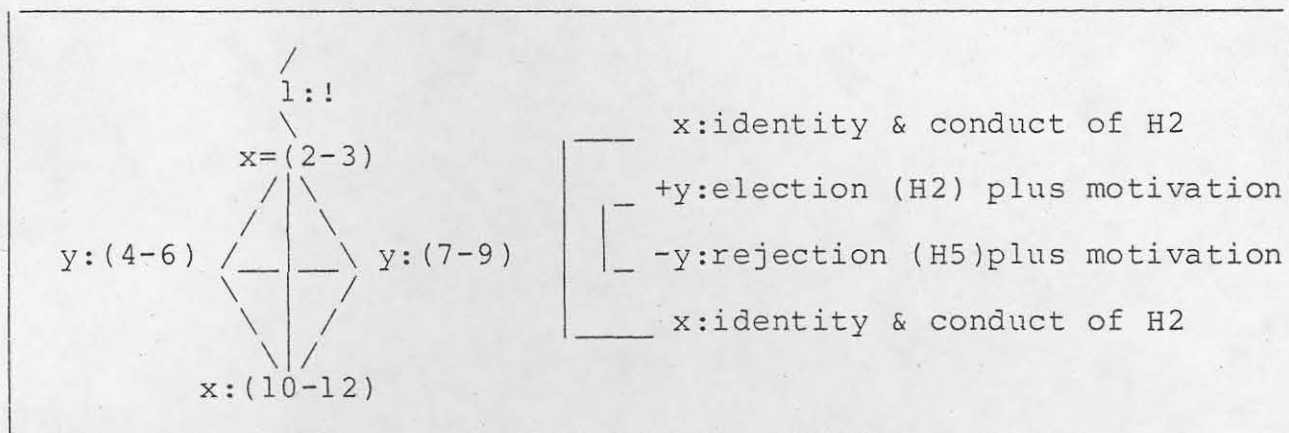 1:!
x:identity & conduct of H2
x=(2-3)
+y:election (H2) plus motivation
y:(4-6) y:(7-9)
-y:rejection (H5)plus motivation
x:identity & conduct of H2
x:(10-12)